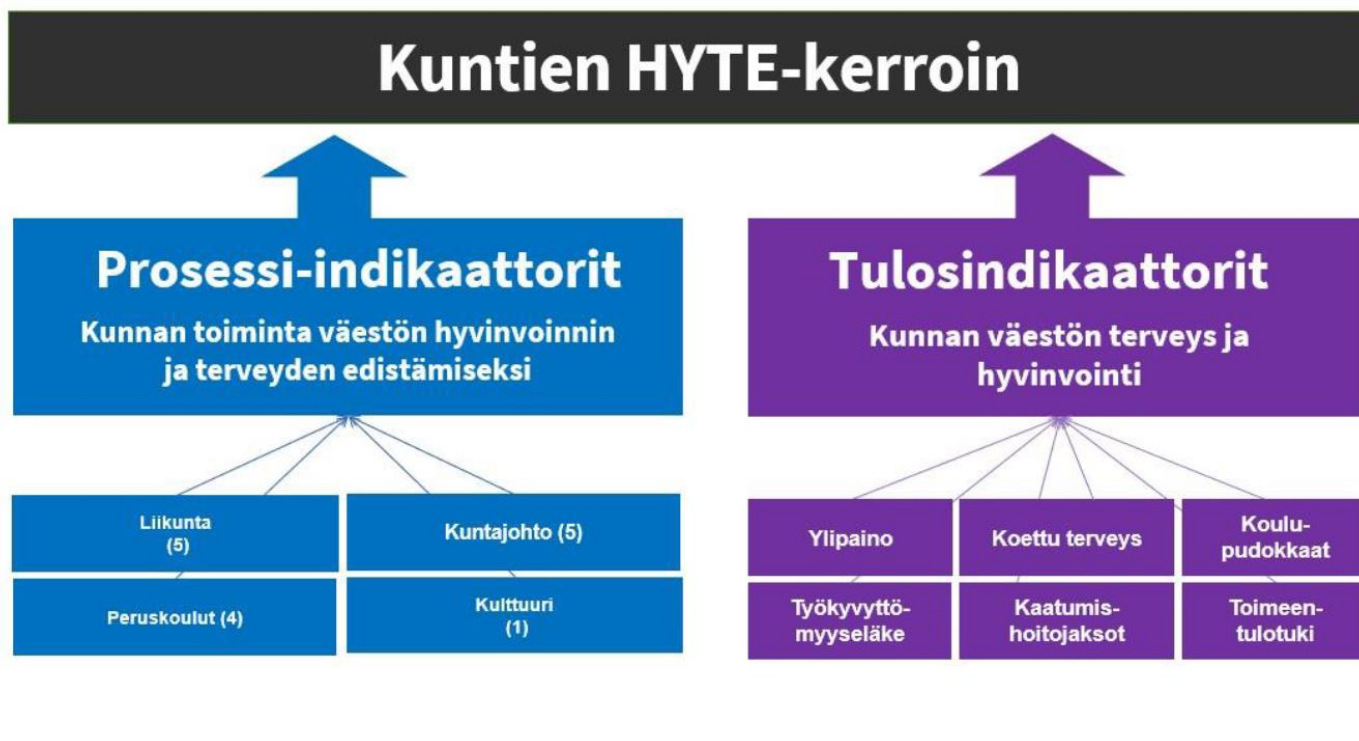 Kuntien HYTE-kerroin
Prosessi-indikaattorit
Kunnan toiminta väestön hyvinvoinnin
ja terveyden edistämiseksi
Liikunta
(5)
Kuntajohto (5)
Peruskoulut (4)
Kulttuuri
(1)
Tulosindikaattorit
Kunnan väestön terveys ja
hyvinvointi
Ylipaino
Koettu terveys
Koulu-
pudokkaat
Työkyvyttö-
myyseläke
Kaatumis-
hoitojaksot
Toimeen-
tulotuki